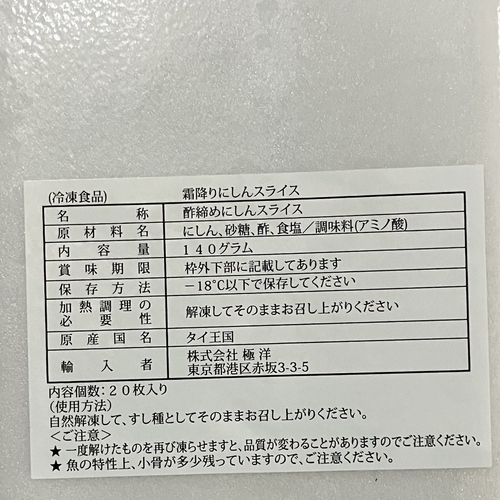 (冷凍食品) 霜降りにしんスライス
名称 酢締めにしんスライス
原材料名 にしん、砂糖、酢、食塩／調味料(アミノ酸)
内容量 １４０グラム
賞味期限 枠外下部に記載してあります
保存方法 －18℃以下で保存してください
加熱調理の
必要性 解凍してそのままお召し上がりください
原産国名 タイ王国
輸入者 株式会社 極洋
東京都港区赤坂3-3-5
内容個数：２０枚入り
(使用方法)
自然解凍して、すし種としてそのままお召し上がりください。
＜ご注意＞
★ 一度解けたものを再び凍らせますと、品質が変わることがありますのでご注意ください。
★ 魚の特性上、小骨が多少残っていますので、ご注意ください。